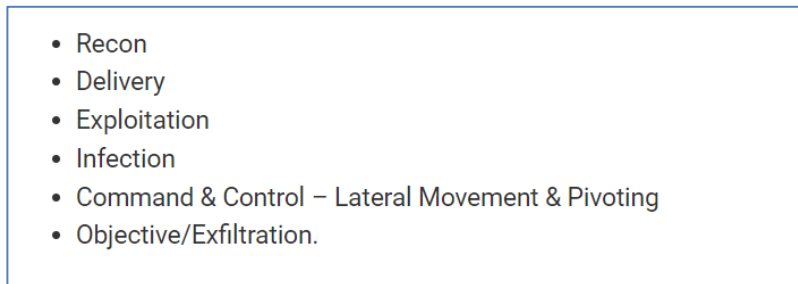 • Recon
• Delivery
• Exploitation
• Infection
• Command & Control – Lateral Movement & Pivoting
• Objective/Exfiltration.